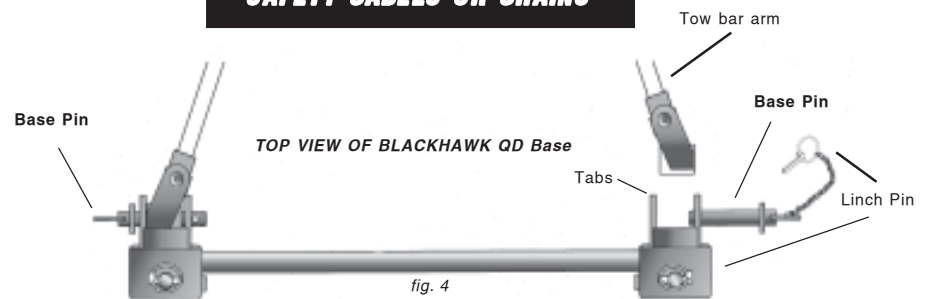 SAFETY CABLES OR CHAINS
Tow bar arm
Base Pin
Base Pin
TOP VIEW OF BLACKHAWK QD Base
Tabs
Linch Pin
fig. 4